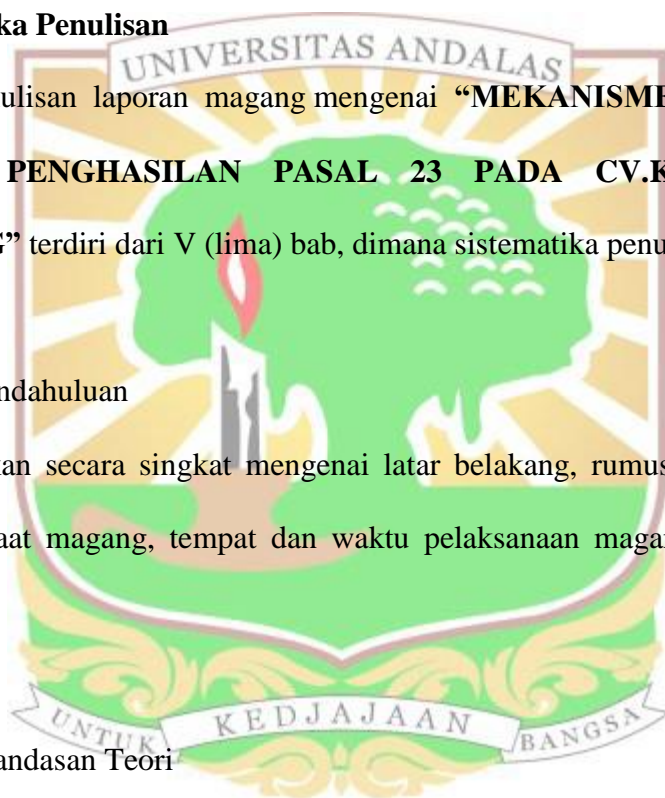 ka Penulisan
UNIVERSITAS ANDALAS
ulisan laporan magang mengenai “MEKANISME
PENGHASILAN PASAL 23 PADA CV.K
G” terdiri dari V (lima) bab, dimana sistematika penu
ndahuluan
kan secara singkat mengenai latar belakang, rumus
aat magang, tempat dan waktu pelaksanaan maga
UNTUK KEDJAJAAN BANGSA
andasan Teori